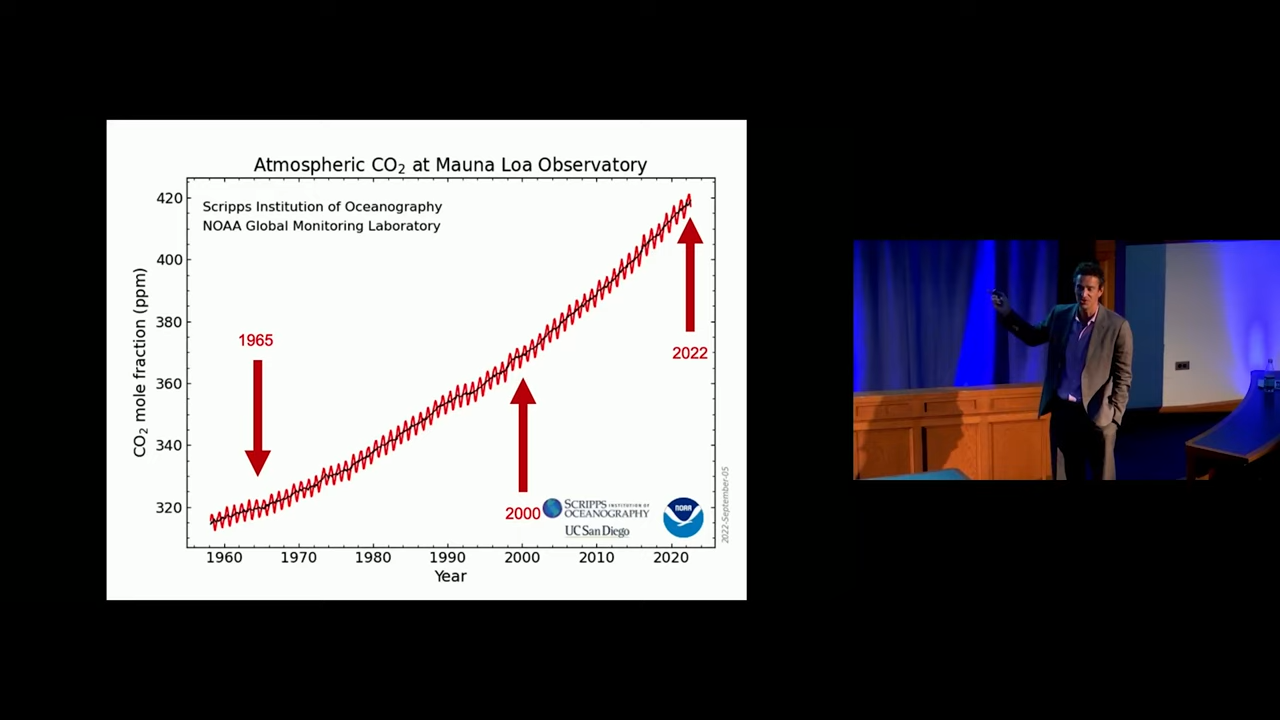 Atmospheric CO₂ at Mauna Loa Observatory
Scripps Institution of Oceanography
NOAA Global Monitoring Laboratory
CO₂ mole fraction (ppm)
420
400
380
360
340
320
1965
2000
2022
SCRIPPS INSTITUTION OF
OCEANOGRAPHY
UC San Diego
NOAA
2022-September-05
1960
1970
1980
1990
2000
2010
2020
Year